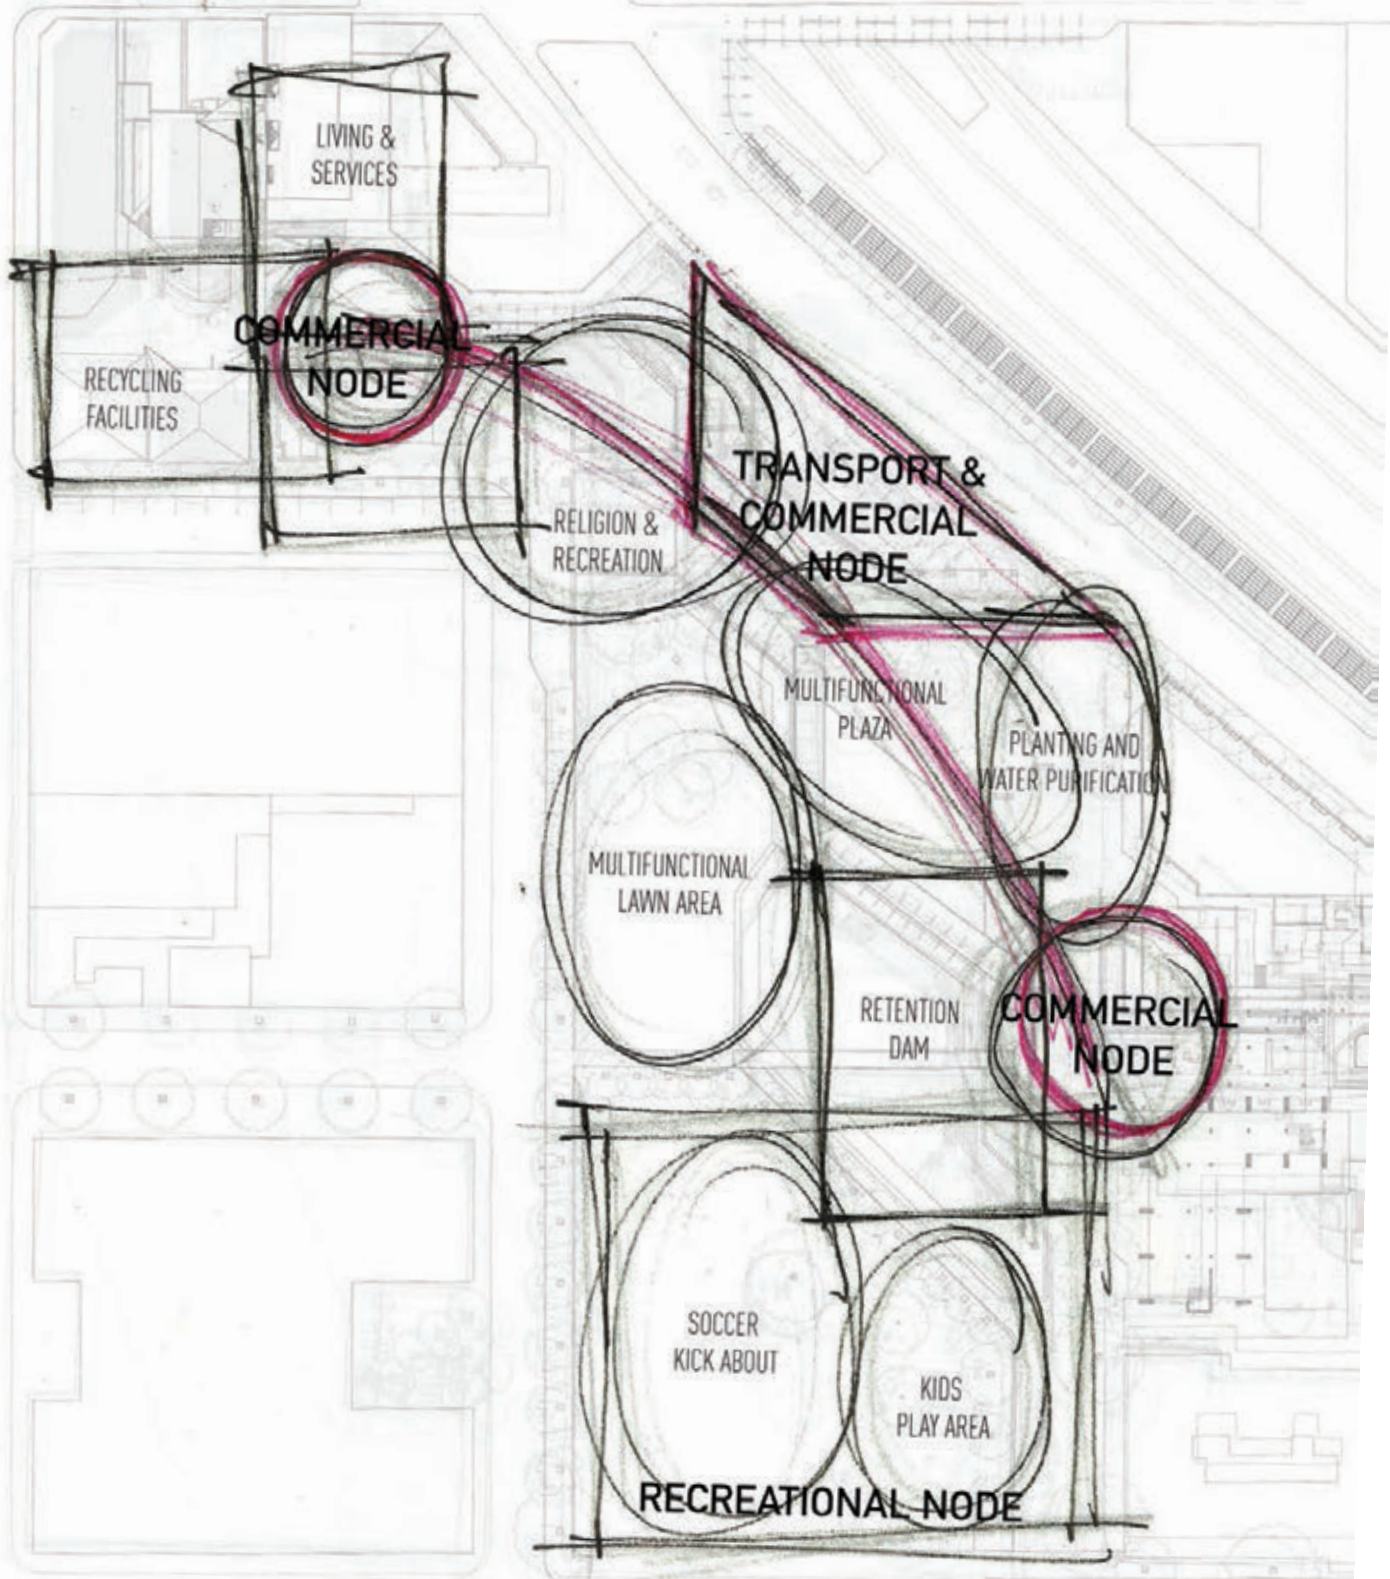 LIVING &
SERVICES
COMMERCIAL
NODE
RECYCLING
FACILITIES
TRANSPORT &
COMMERCIAL
NODE
RELIGION &
RECREATION
MULTIFUNCTIONAL
PLAZA
PLANTING AND
WATER PURIFICATION
MULTIFUNCTIONAL
LAWN AREA
RETENTION
DAM
COMMERCIAL
NODE
SOCCER
KICK ABOUT
KIDS
PLAY AREA
RECREATIONAL NODE